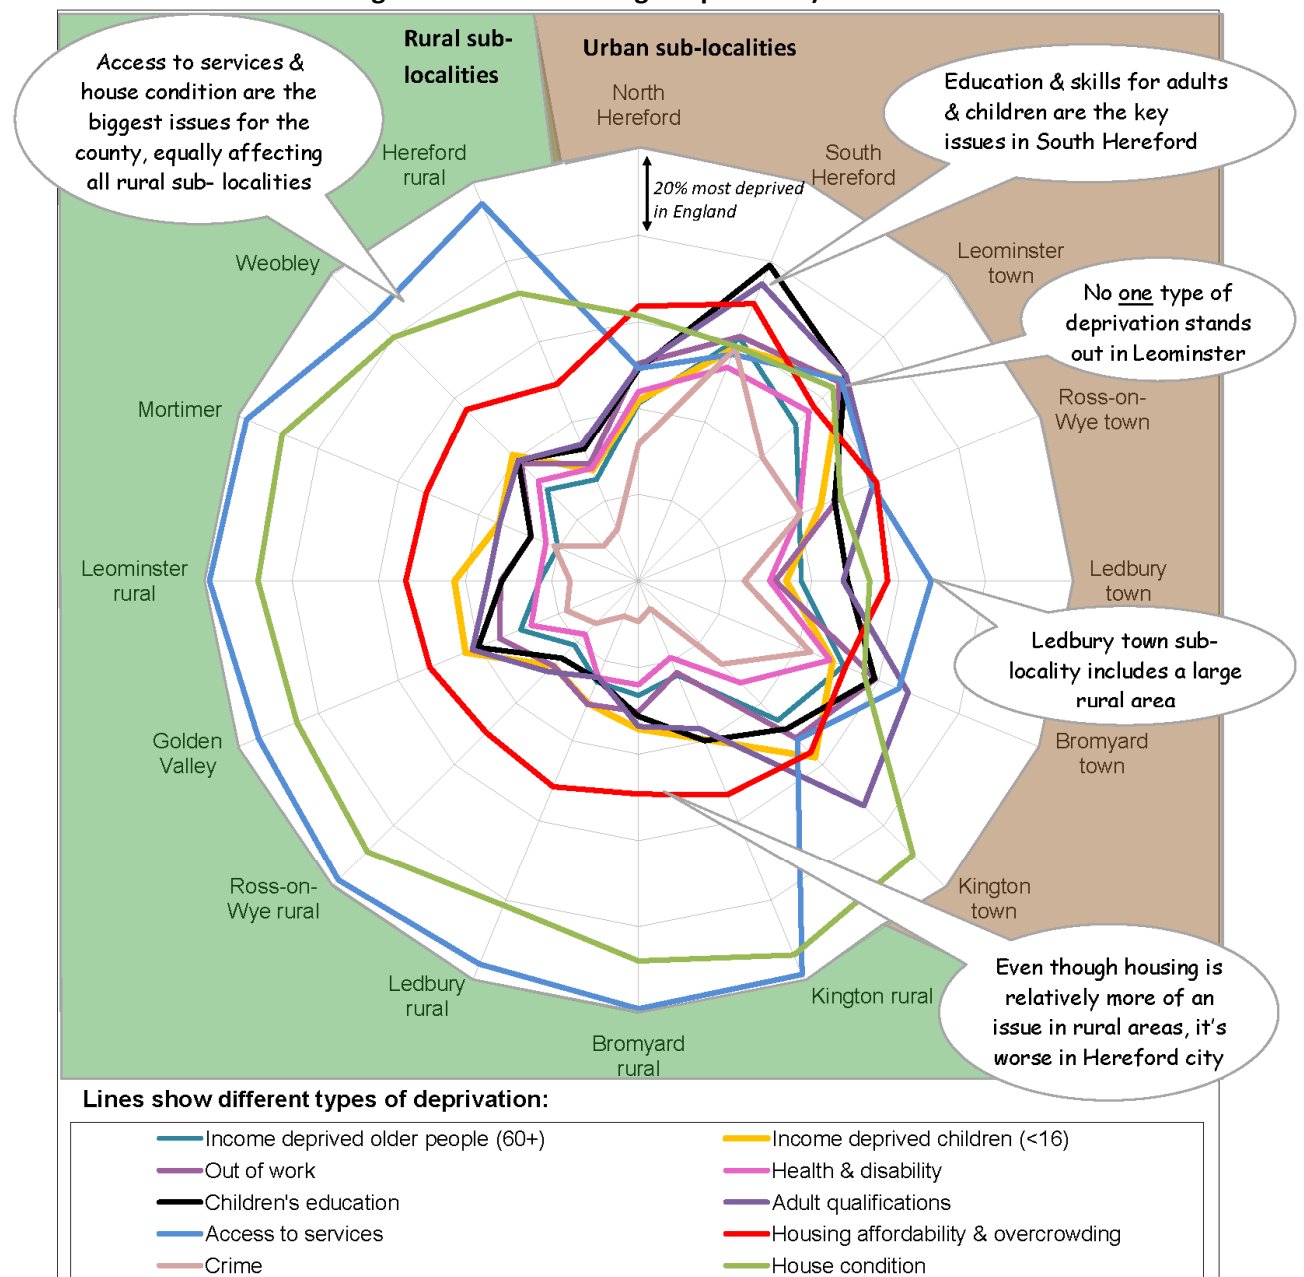 Rural sub-
localities
Urban sub-localities
Access to services &
house condition are the
biggest issues for the
county, equally affecting
all rural sub- localities
Education & skills for adults
& children are the key
issues in South Hereford
North
Hereford
South
Hereford
Hereford
rural
20% most deprived
in England
Leominster
town
Weobley
No one type of
deprivation stands
out in Leominster
Ross-on-
Wye town
Mortimer
Leominster
rural
Ledbury
town
Ledbury town sub-
locality includes a large
rural area
Golden
Valley
Bromyard
town
Ross-on-
Wye rural
Kington
town
Ledbury
rural
Kington rural
Even though housing is
relatively more of an
issue in rural areas, it's
worse in Hereford city
Bromyard
rural
Lines show different types of deprivation:
Income deprived older people (60+)
Income deprived children (<16)
Out of work
Health & disability
Children's education
Adult qualifications
Access to services
Housing affordability & overcrowding
Crime
House condition